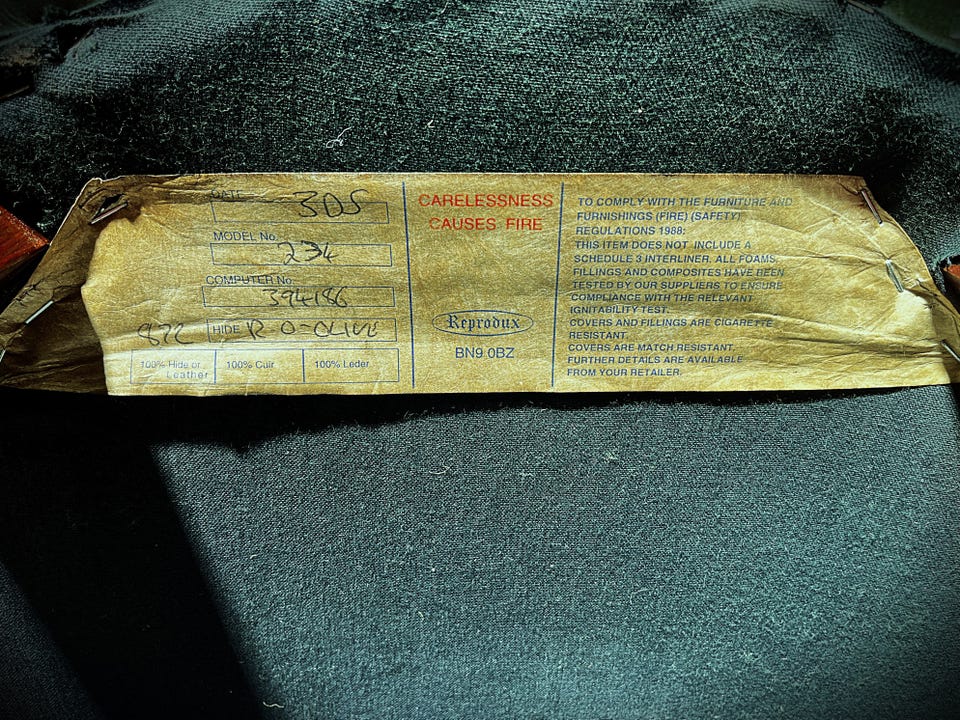 DATE 3DS
MODEL No. 234
COMPUTER No. 394186
872 HIDE R O-OLIVE
100% Hide or Leather
100% Cuir
100% Leder
CARELESSNESS
CAUSES FIRE
Reprodux
BN9 0BZ
TO COMPLY WITH THE FURNITURE AND
FURNISHINGS (FIRE) (SAFETY)
REGULATIONS 1988:
THIS ITEM DOES NOT INCLUDE A
SCHEDULE 3 INTERLINER. ALL FOAMS,
FILLINGS AND COMPOSITES HAVE BEEN
TESTED BY OUR SUPPLIERS TO ENSURE
COMPLIANCE WITH THE RELEVANT
IGNITABILITY TEST.
COVERS AND FILLINGS ARE CIGARETTE
RESISTANT.
COVERS ARE MATCH RESISTANT.
FURTHER DETAILS ARE AVAILABLE
FROM YOUR RETAILER.